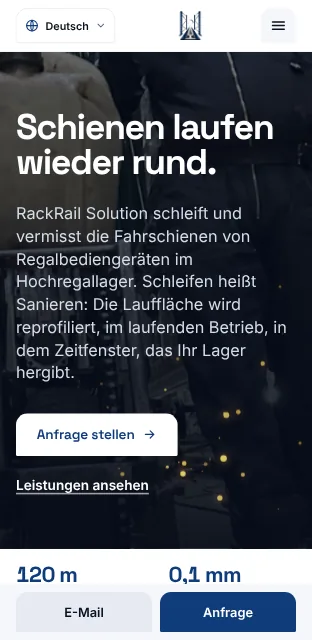 Deutsch
Schienen laufen
wieder rund.
RackRail Solution schleift und
vermisst die Fahrschienen von
Regalbediengeräten im
Hochregallager. Schleifen heißt
Sanieren: Die Lauffläche wird
reprofiliert, im laufenden Betrieb, in
dem Zeitfenster, das Ihr Lager
hergibt.
Anfrage stellen →
Leistungen ansehen
120 m 0,1 mm
E-Mail Anfrage